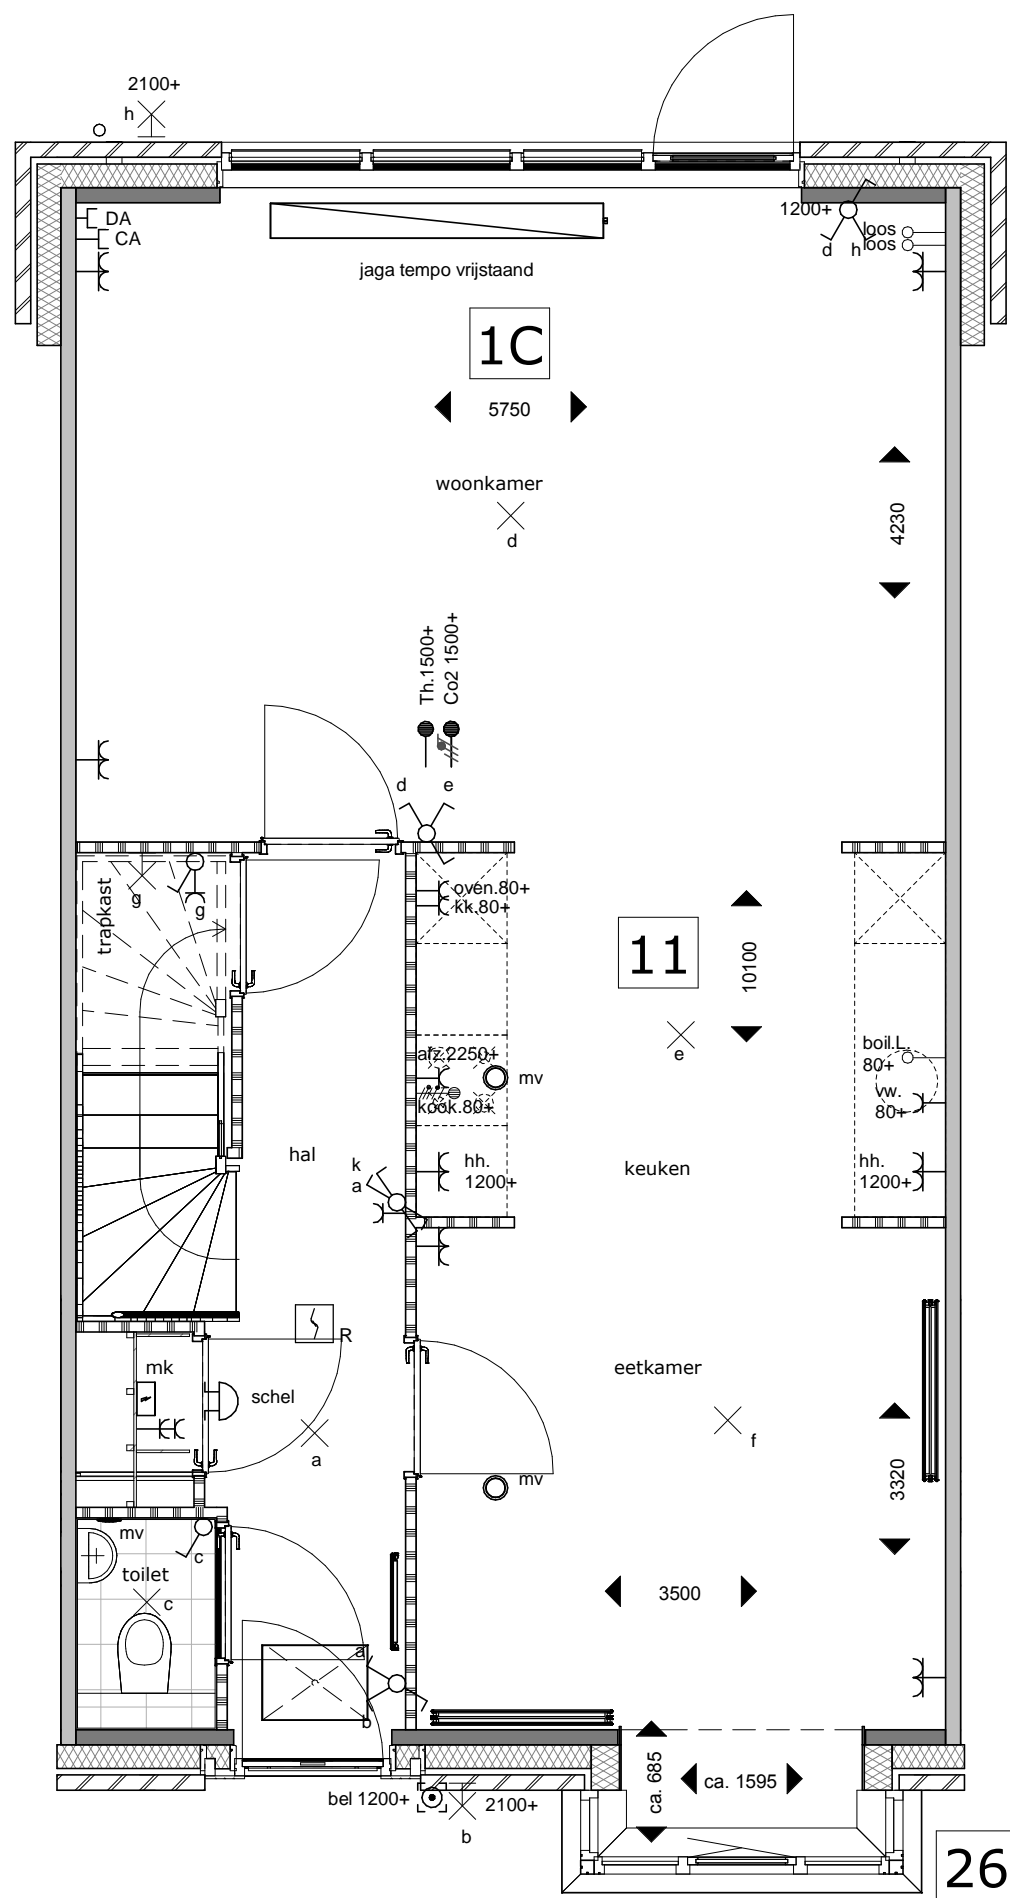 2100+
h
1200+
d h
loos
loos
DA
CA
jaga tempo vrijstaand
1C
5750
woonkamer
d
4230
Th.1500+
Co2 1500+
d e
trapkast
g
g
oven.80+
kk.80+
11
10100
e
afz.2250+
mv
kook.80+
boil.L.
80+
vw.
80+
hal
k
a
hh.
1200+
keuken
hh.
1200+
R
mk
schel
a
eetkamer
f
3320
mv
mv
c
toilet
c
3500
a
b
ca. 685
ca. 1595
bel 1200+
2100+
b
26